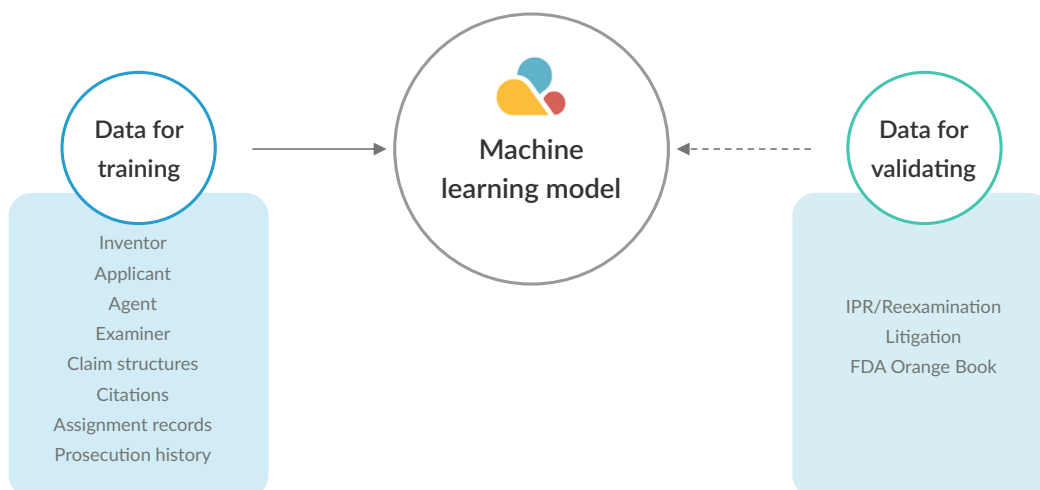 Data for
training
Inventor
Applicant
Agent
Examiner
Claim structures
Citations
Assignment records
Prosecution history
Machine
learning model
Data for
validating
IPR/Reexamination
Litigation
FDA Orange Book